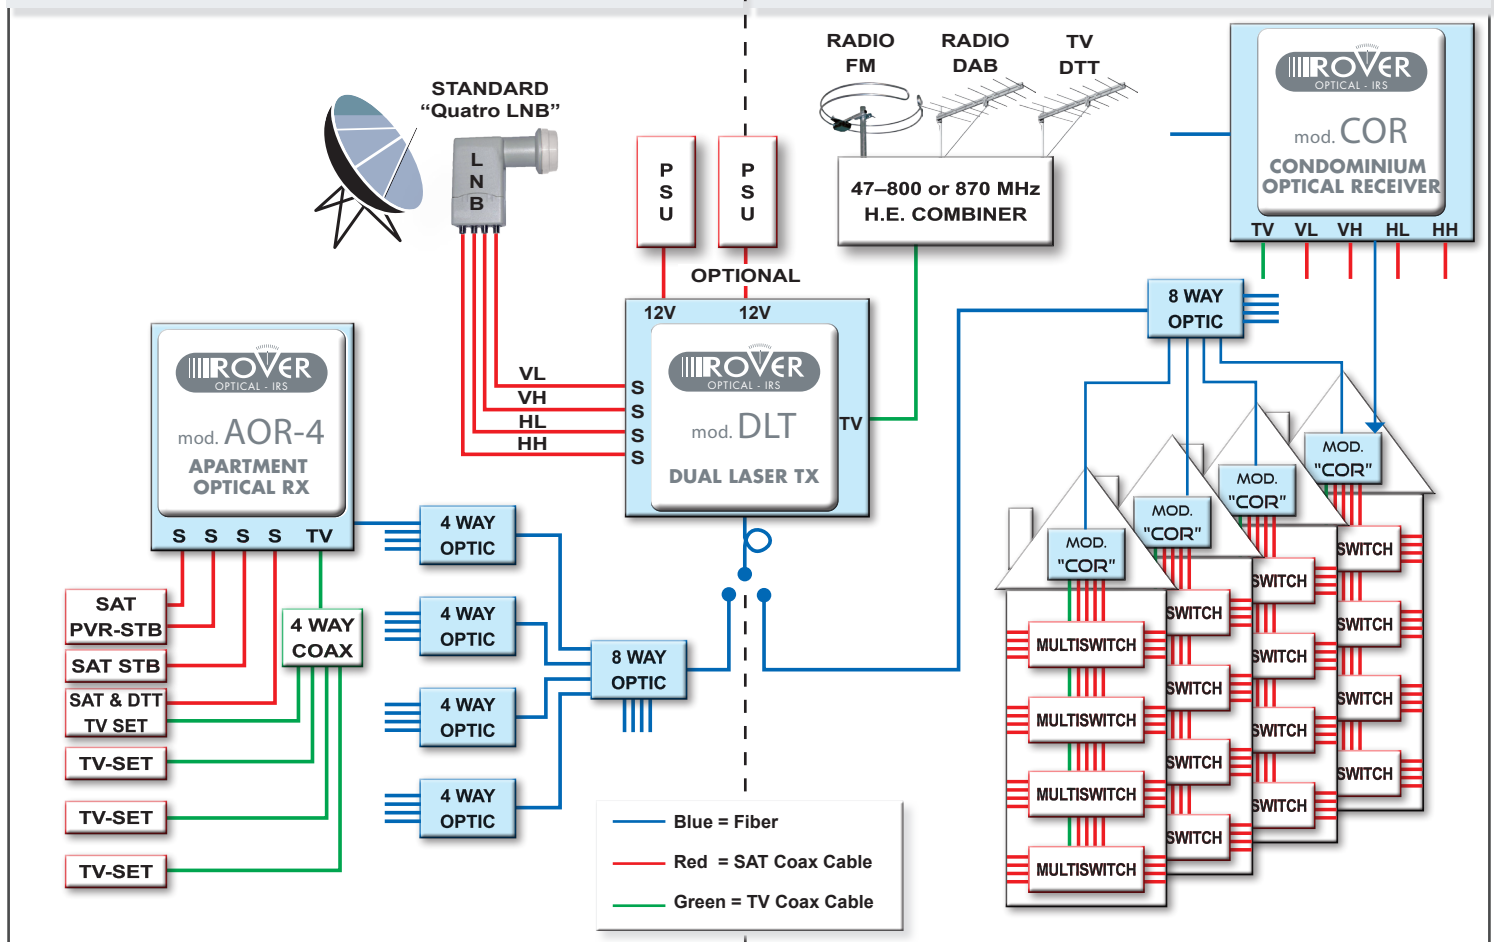 STANDARD
“Quatro LNB”
L
N
B
P
S
U
P
S
U
OPTIONAL
RADIO
FM
RADIO
DAB
TV
DTT
47–800 or 870 MHz
H.E. COMBINER
ROVER
OPTICAL - IRS
mod. COR
CONDOMINIUM
OPTICAL RECEIVER
TV VL VH HL HH
8 WAY
OPTIC
12V 12V
ROVER
OPTICAL - IRS
mod. DLT
DUAL LASER TX
S
S
S
S
TV
VL
VH
HL
HH
ROVER
OPTICAL - IRS
mod. AOR-4
APARTMENT
OPTICAL RX
S S S S TV
SAT
PVR-STB
SAT STB
SAT & DTT
TV SET
TV-SET
TV-SET
TV-SET
4 WAY
COAX
4 WAY
OPTIC
4 WAY
OPTIC
4 WAY
OPTIC
4 WAY
OPTIC
8 WAY
OPTIC
MOD.
"COR"
MULTISWITCH
MULTISWITCH
MULTISWITCH
MULTISWITCH
MOD.
"COR"
SWITCH
SWITCH
SWITCH
SWITCH
MOD.
"COR"
SWITCH
SWITCH
SWITCH
SWITCH
MOD.
"COR"
SWITCH
SWITCH
SWITCH
SWITCH
Blue = Fiber
Red = SAT Coax Cable
Green = TV Coax Cable